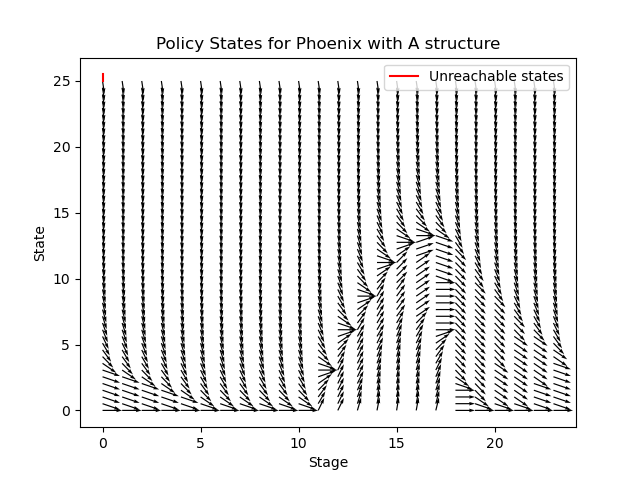 Policy States for Phoenix with A structure
Unreachable states
25
20
15
10
5
0
State
0 5 10 15 20
Stage